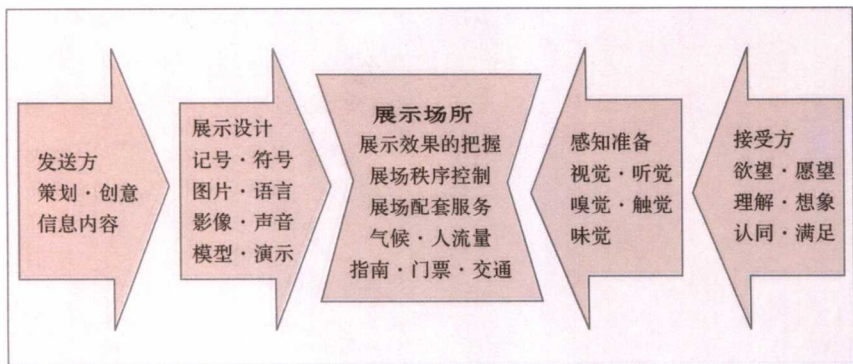 发送方
策划·创意
信息内容
展示设计
记号·符号
图片·语言
影像·声音
模型·演示
展示场所
展示效果的把握
展场秩序控制
展场配套服务
气候·人流量
指南·门票·交通
感知准备
视觉·听觉
嗅觉·触觉
味觉
接受方
欲望·愿望
理解·想象
认同·满足